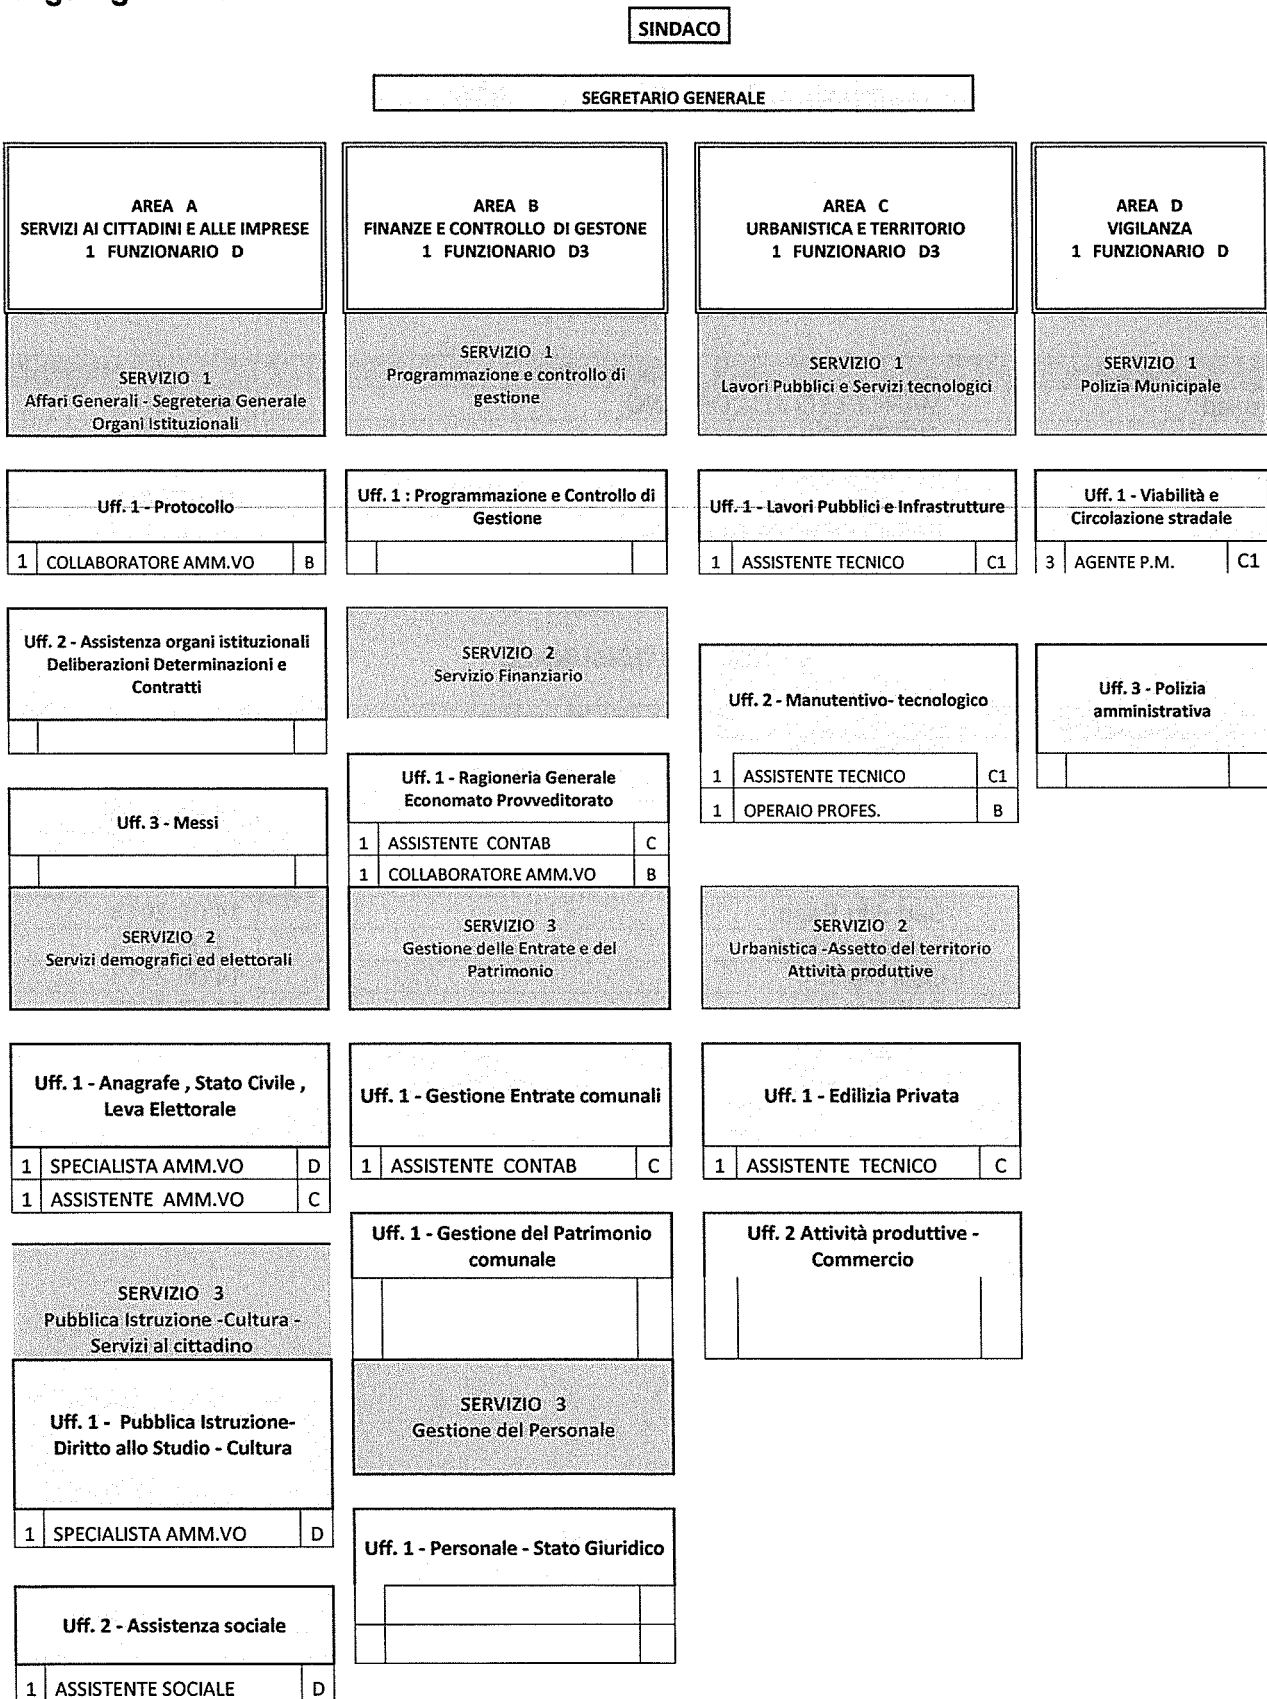 SINDACO
SEGRETARIO GENERALE
AREA A
SERVIZI AI CITTADINI E ALLE IMPRESE
1 FUNZIONARIO D
SERVIZIO 1
Affari Generali - Segreteria Generale
Organi Istituzionali
Uff. 1 - Protocollo
1 COLLABORATORE AMM.VO B
Uff. 2 - Assistenza organi istituzionali
Deliberazioni Determinazioni e
Contratti
Uff. 3 - Messi
SERVIZIO 2
Servizi demografici ed elettorali
Uff. 1 - Anagrafe , Stato Civile ,
Leva Elettorale
1 SPECIALISTA AMM.VO D
1 ASSISTENTE AMM.VO C
SERVIZIO 3
Pubblica Istruzione -Cultura -
Servizi al cittadino
Uff. 1 - Pubblica Istruzione-
Diritto allo Studio - Cultura
1 SPECIALISTA AMM.VO D
Uff. 2 - Assistenza sociale
1 ASSISTENTE SOCIALE D
AREA B
FINANZE E CONTROLLO DI GESTONE
1 FUNZIONARIO D3
SERVIZIO 1
Programmazione e controllo di
gestione
Uff. 1 : Programmazione e Controllo di
Gestione
SERVIZIO 2
Servizio Finanziario
Uff. 1 - Ragioneria Generale
Economato Provveditorato
1 ASSISTENTE CONTAB C
1 COLLABORATORE AMM.VO B
SERVIZIO 3
Gestione delle Entrate e del
Patrimonio
Uff. 1 - Gestione Entrate comunali
1 ASSISTENTE CONTAB C
Uff. 1 - Gestione del Patrimonio
comunale
SERVIZIO 3
Gestione del Personale
Uff. 1 - Personale - Stato Giuridico
AREA C
URBANISTICA E TERRITORIO
1 FUNZIONARIO D3
SERVIZIO 1
Lavori Pubblici e Servizi tecnologici
Uff. 1 - Lavori Pubblici e Infrastrutture
1 ASSISTENTE TECNICO C1
Uff. 2 - Manutentivo- tecnologico
1 ASSISTENTE TECNICO C1
1 OPERAIO PROFES. B
SERVIZIO 2
Urbanistica -Assetto del territorio
Attività produttive
Uff. 1 - Edilizia Privata
1 ASSISTENTE TECNICO C
Uff. 2 Attività produttive -
Commercio
AREA D
VIGILANZA
1 FUNZIONARIO D
SERVIZIO 1
Polizia Municipale
Uff. 1 - Viabilità e
Circolazione stradale
3 AGENTE P.M. C1
Uff. 3 - Polizia
amministrativa